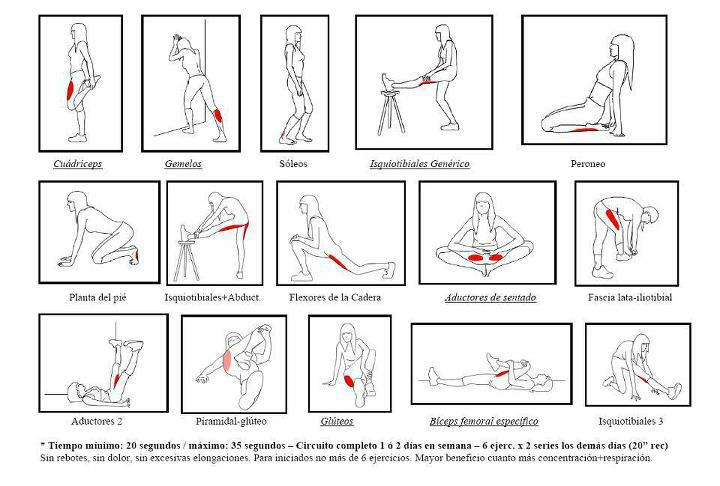 Cuádriceps
Gemelos
Sóleos
Isquiotibiales Genérico
Peroneo
Planta del pié
Isquiotibiales+Abduct.
Flexores de la Cadera
Aductores de sentado
Fascia lata-iliotibial
Aductores 2
Piramidal-glúteo
Glúteos
Bíceps femoral específico
Isquiotibiales 3
* Tiempo mínimo: 20 segundos / máximo: 35 segundos – Circuito completo 1 ó 2 días en semana – 6 ejerc. x 2 series los demás días (20” rec)
Sin rebotes, sin dolor, sin excesivas elongaciones. Para iniciados no más de 6 ejercicios. Mayor beneficio cuanto más concentración+respiración.